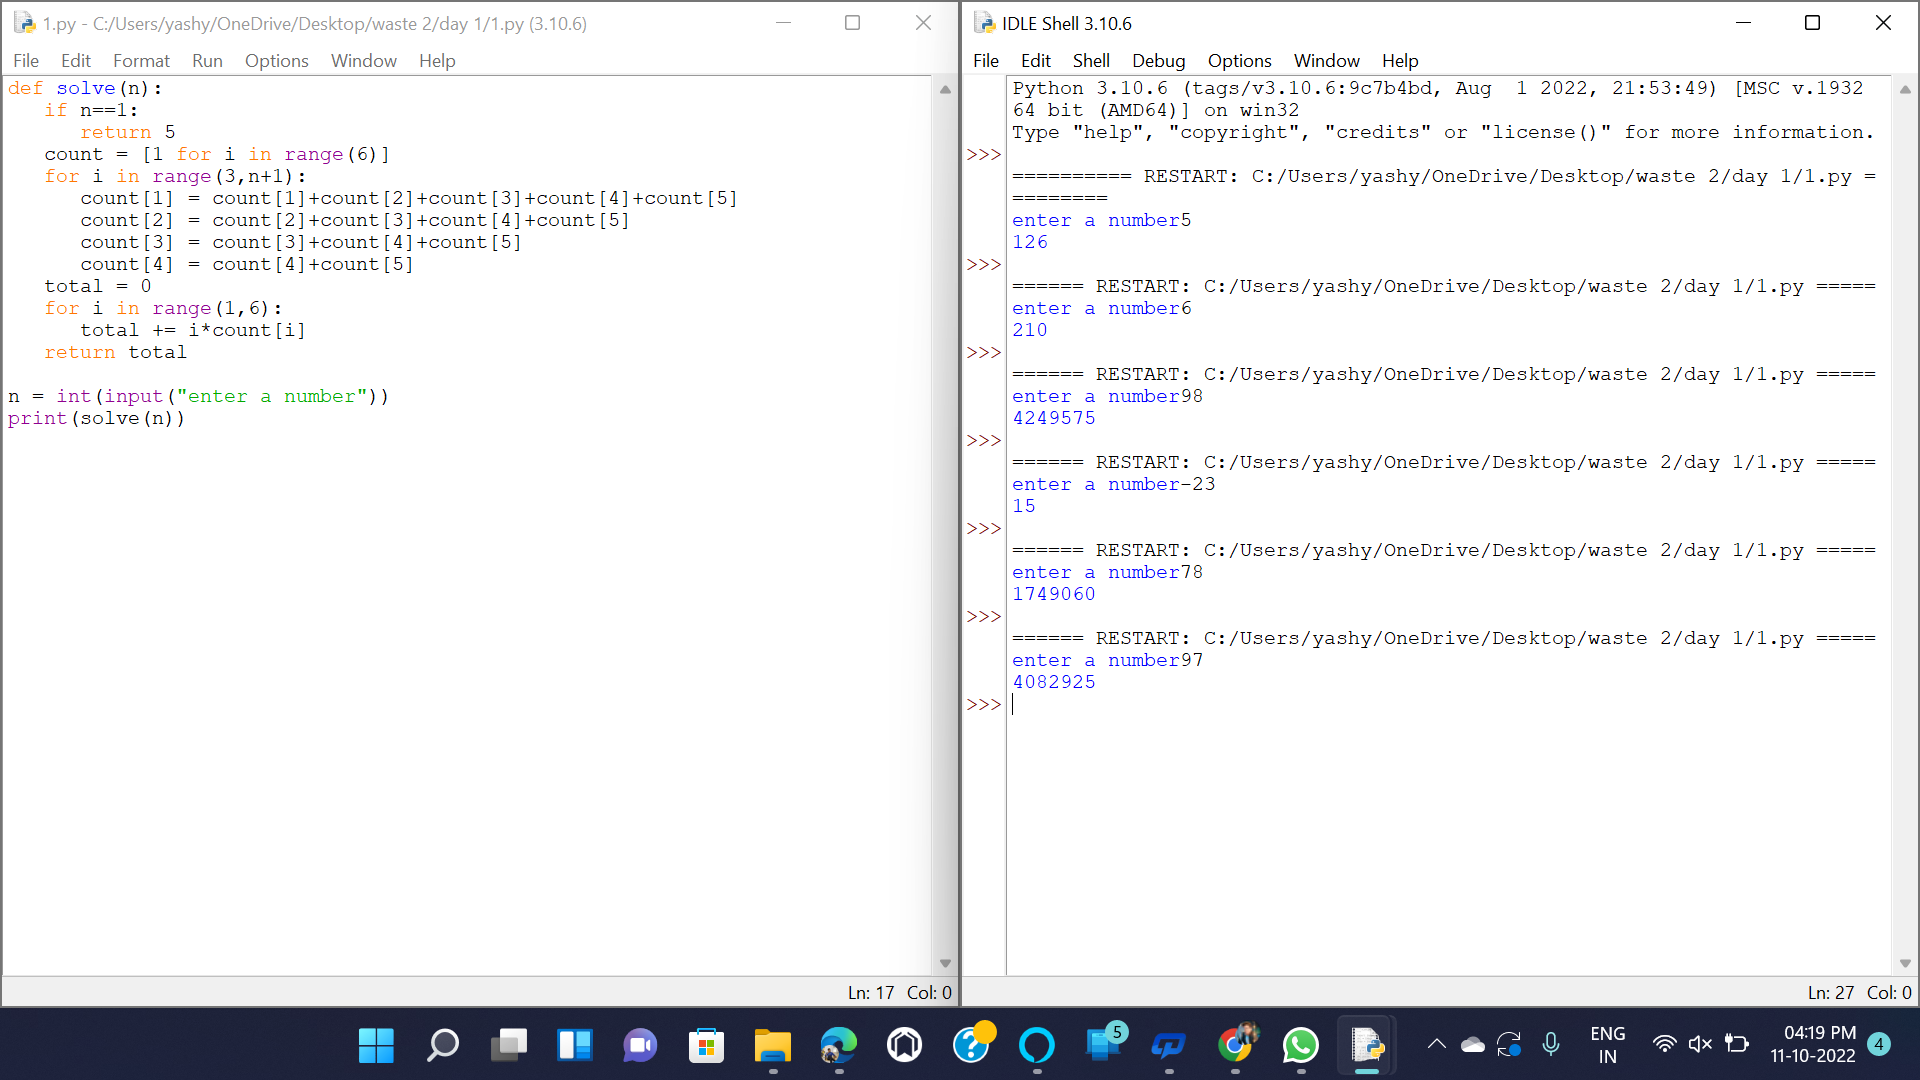 1.py - C:/Users/yashy/OneDrive/Desktop/waste 2/day 1/1.py (3.10.6)
File Edit Format Run Options Window Help
def solve(n):
   if n==1:
      return 5
   count = [1 for i in range(6)]
   for i in range(3,n+1):
      count[1] = count[1]+count[2]+count[3]+count[4]+count[5]
      count[2] = count[2]+count[3]+count[4]+count[5]
      count[3] = count[3]+count[4]+count[5]
      count[4] = count[4]+count[5]
   total = 0
   for i in range(1,6):
      total += i*count[i]
   return total
n = int(input("enter a number"))
print(solve(n))
Ln: 17 Col: 0
IDLE Shell 3.10.6
File Edit Shell Debug Options Window Help
Python 3.10.6 (tags/v3.10.6:9c7b4bd, Aug  1 2022, 21:53:49) [MSC v.1932
64 bit (AMD64)] on win32
Type "help", "copyright", "credits" or "license()" for more information.
>>>
========== RESTART: C:/Users/yashy/OneDrive/Desktop/waste 2/day 1/1.py =
========
enter a number5
126
>>>
====== RESTART: C:/Users/yashy/OneDrive/Desktop/waste 2/day 1/1.py =====
enter a number6
210
>>>
====== RESTART: C:/Users/yashy/OneDrive/Desktop/waste 2/day 1/1.py =====
enter a number98
4249575
>>>
====== RESTART: C:/Users/yashy/OneDrive/Desktop/waste 2/day 1/1.py =====
enter a number-23
15
>>>
====== RESTART: C:/Users/yashy/OneDrive/Desktop/waste 2/day 1/1.py =====
enter a number78
1749060
>>>
====== RESTART: C:/Users/yashy/OneDrive/Desktop/waste 2/day 1/1.py =====
enter a number97
4082925
>>>
Ln: 27 Col: 0
5
ENG
IN
04:19 PM
11-10-2022
4